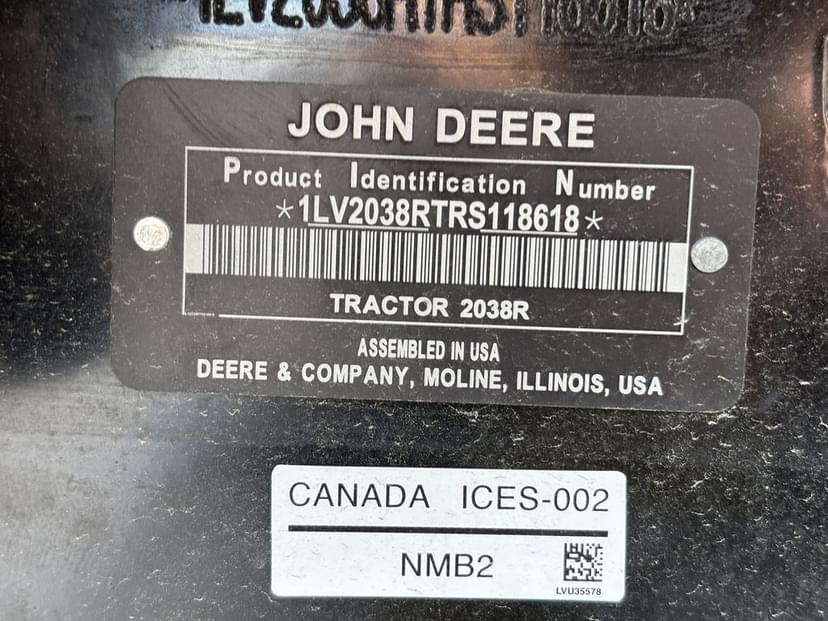 JOHN DEERE
Product Identification Number
*1LV2038RTRS118618*
TRACTOR 2038R
ASSEMBLED IN USA
DEERE & COMPANY, MOLINE, ILLINOIS, USA
CANADA ICES-002
NMB2
LVU35578